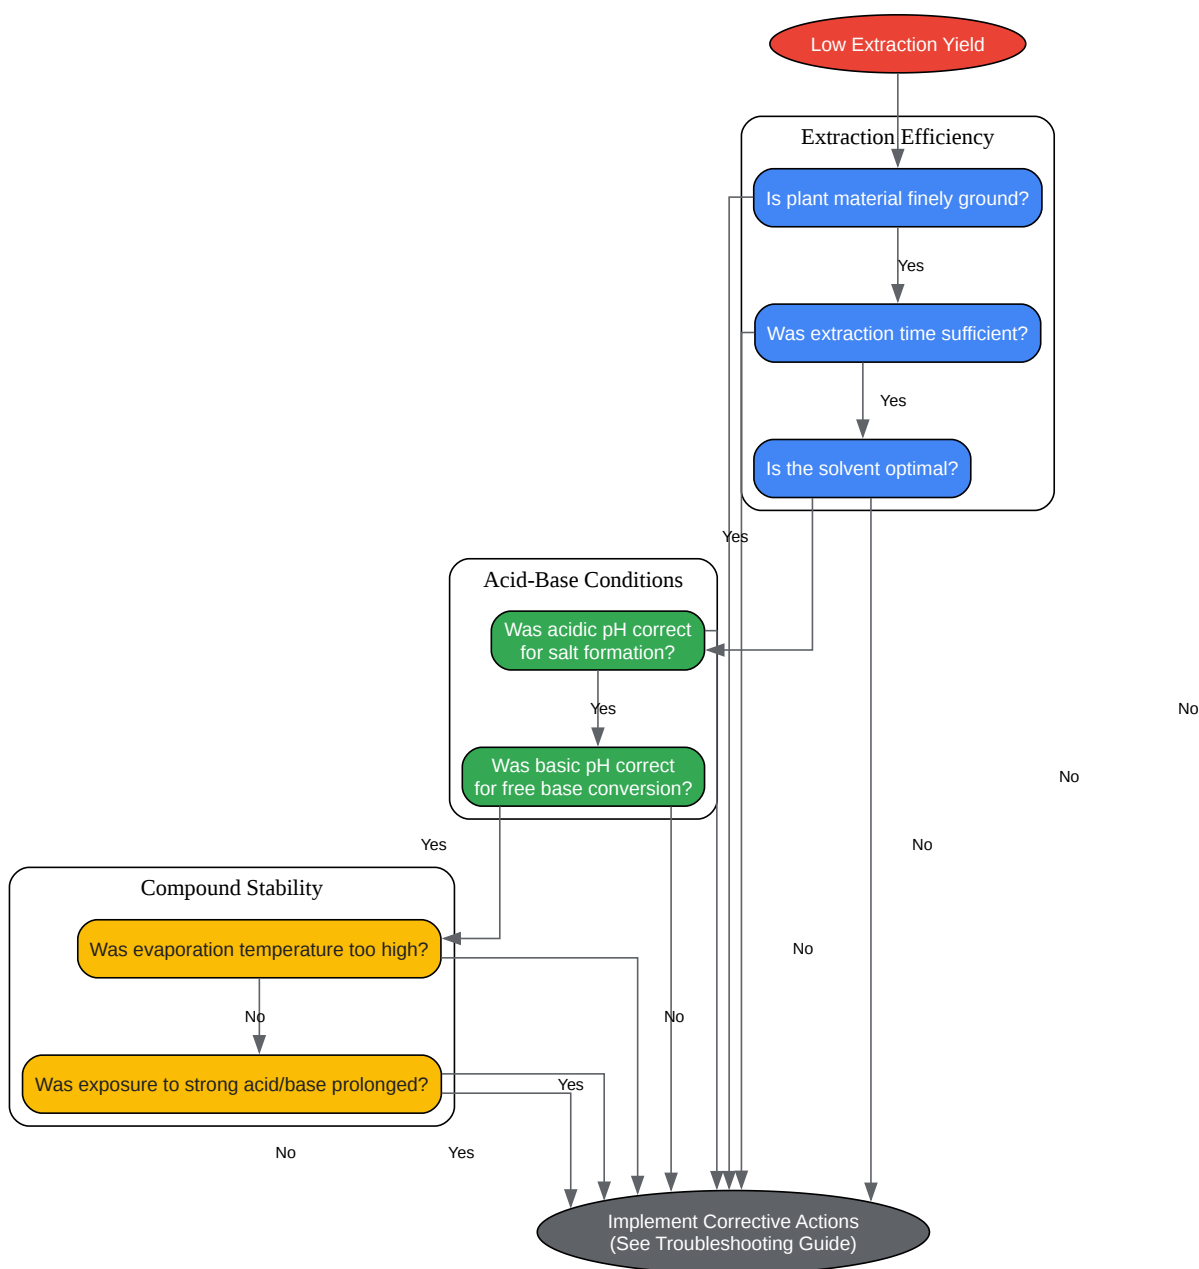 Low Extraction Yield
Extraction Efficiency
Is plant material finely ground?
Yes
Was extraction time sufficient?
Yes
Is the solvent optimal?
Yes
Acid-Base Conditions
Was acidic pH correct
for salt formation?
Yes
No
Was basic pH correct
for free base conversion?
No
Yes
No
Compound Stability
Was evaporation temperature too high?
No
No
No
Was exposure to strong acid/base prolonged?
Yes
No
Yes
Implement Corrective Actions
(See Troubleshooting Guide)